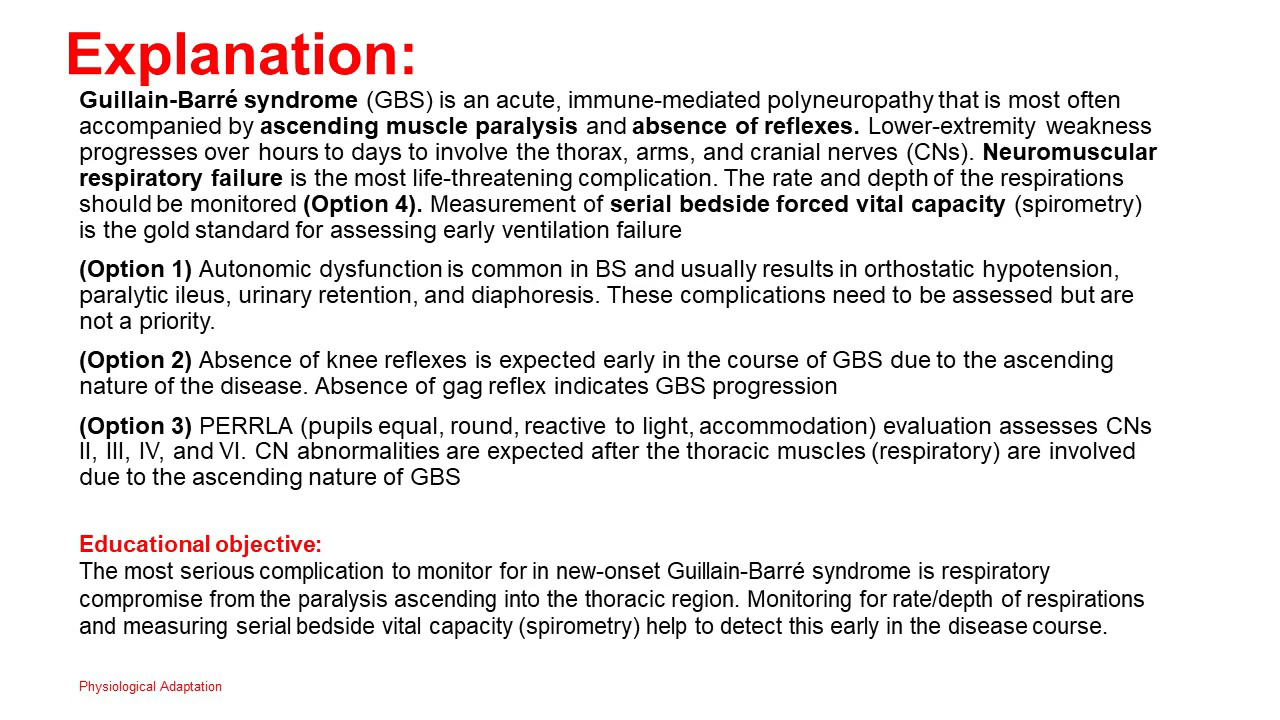 Explanation:
Guillain-Barré syndrome (GBS) is an acute, immune-mediated polyneuropathy that is most often
accompanied by ascending muscle paralysis and absence of reflexes. Lower-extremity weakness
progresses over hours to days to involve the thorax, arms, and cranial nerves (CNs). Neuromuscular
respiratory failure is the most life-threatening complication. The rate and depth of the respirations
should be monitored (Option 4). Measurement of serial bedside forced vital capacity (spirometry)
is the gold standard for assessing early ventilation failure
(Option 1) Autonomic dysfunction is common in BS and usually results in orthostatic hypotension,
paralytic ileus, urinary retention, and diaphoresis. These complications need to be assessed but are
not a priority.
(Option 2) Absence of knee reflexes is expected early in the course of GBS due to the ascending
nature of the disease. Absence of gag reflex indicates GBS progression
(Option 3) PERRLA (pupils equal, round, reactive to light, accommodation) evaluation assesses CNs
II, III, IV, and VI. CN abnormalities are expected after the thoracic muscles (respiratory) are involved
due to the ascending nature of GBS
Educational objective:
The most serious complication to monitor for in new-onset Guillain-Barré syndrome is respiratory
compromise from the paralysis ascending into the thoracic region. Monitoring for rate/depth of respirations
and measuring serial bedside vital capacity (spirometry) help to detect this early in the disease course.
Physiological Adaptation